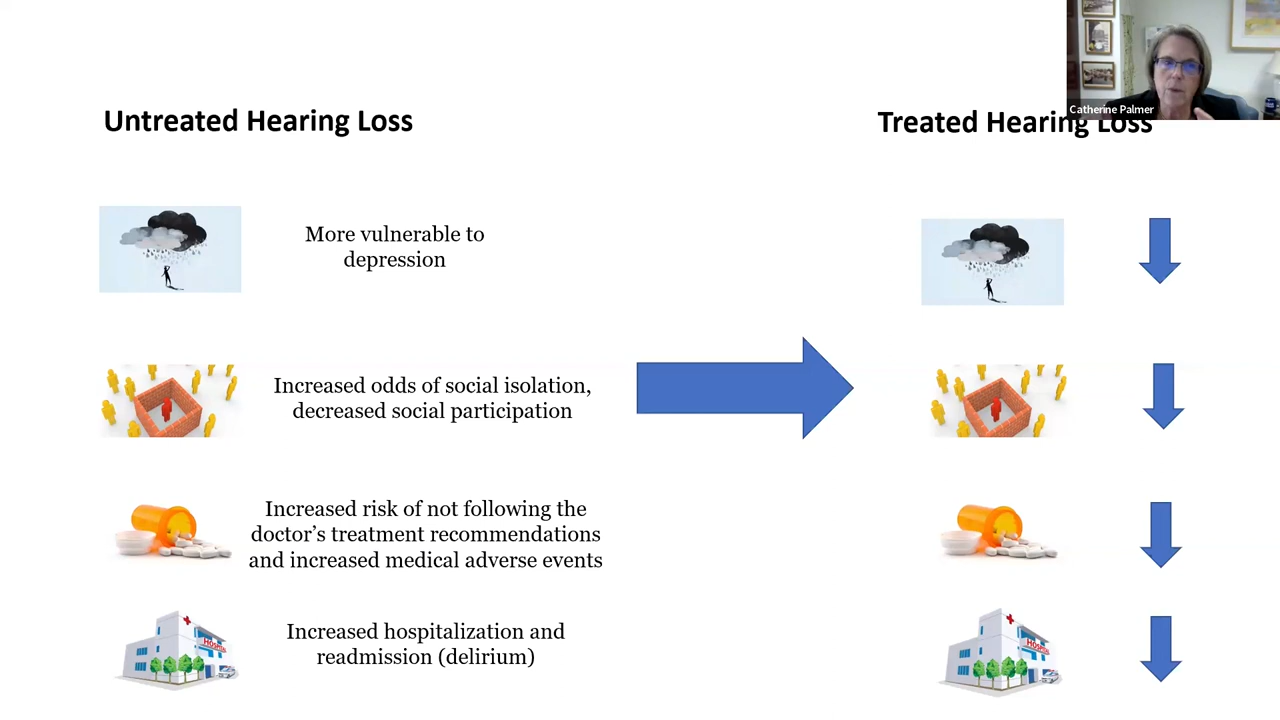 Catherine Palmer
Untreated Hearing Loss
Treated Hearing Loss
More vulnerable to
depression
Increased odds of social isolation,
decreased social participation
Increased risk of not following the
doctor’s treatment recommendations
and increased medical adverse events
Increased hospitalization and
readmission (delirium)
HOSPITAL
HOSPITAL